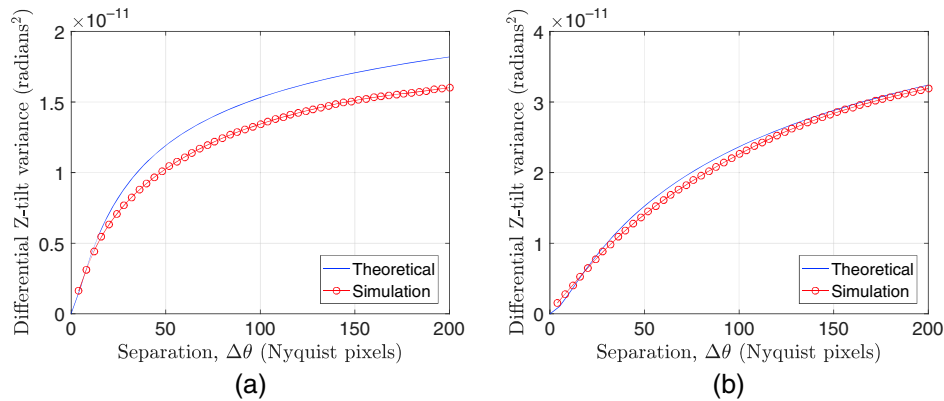 ×10⁻¹¹
2
1.5
1
0.5
0
Differential Z-tilt variance (radians²)
0 50 100 150 200
Separation, Δθ (Nyquist pixels)
Theoretical
Simulation
(a)
×10⁻¹¹
4
3
2
1
0
Differential Z-tilt variance (radians²)
0 50 100 150 200
Separation, Δθ (Nyquist pixels)
Theoretical
Simulation
(b)